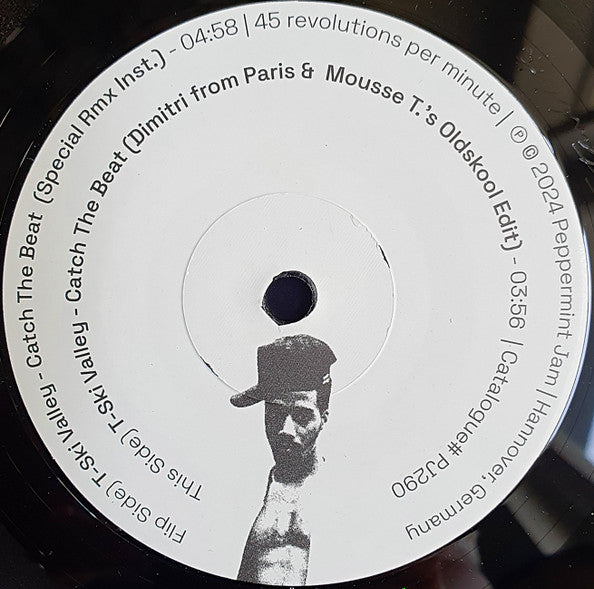 Flip Side) T-Ski Valley - Catch The Beat (Special Rmx Inst.) - 04:58 | 45 revolutions per minute | ℗ © 2024 Peppermint Jam | Hannover, Germany
This Side) T-Ski Valley - Catch The Beat (Dimitri from Paris & Mousse T.'s Oldskool Edit) - 03:56 | Catalogue# PJ290